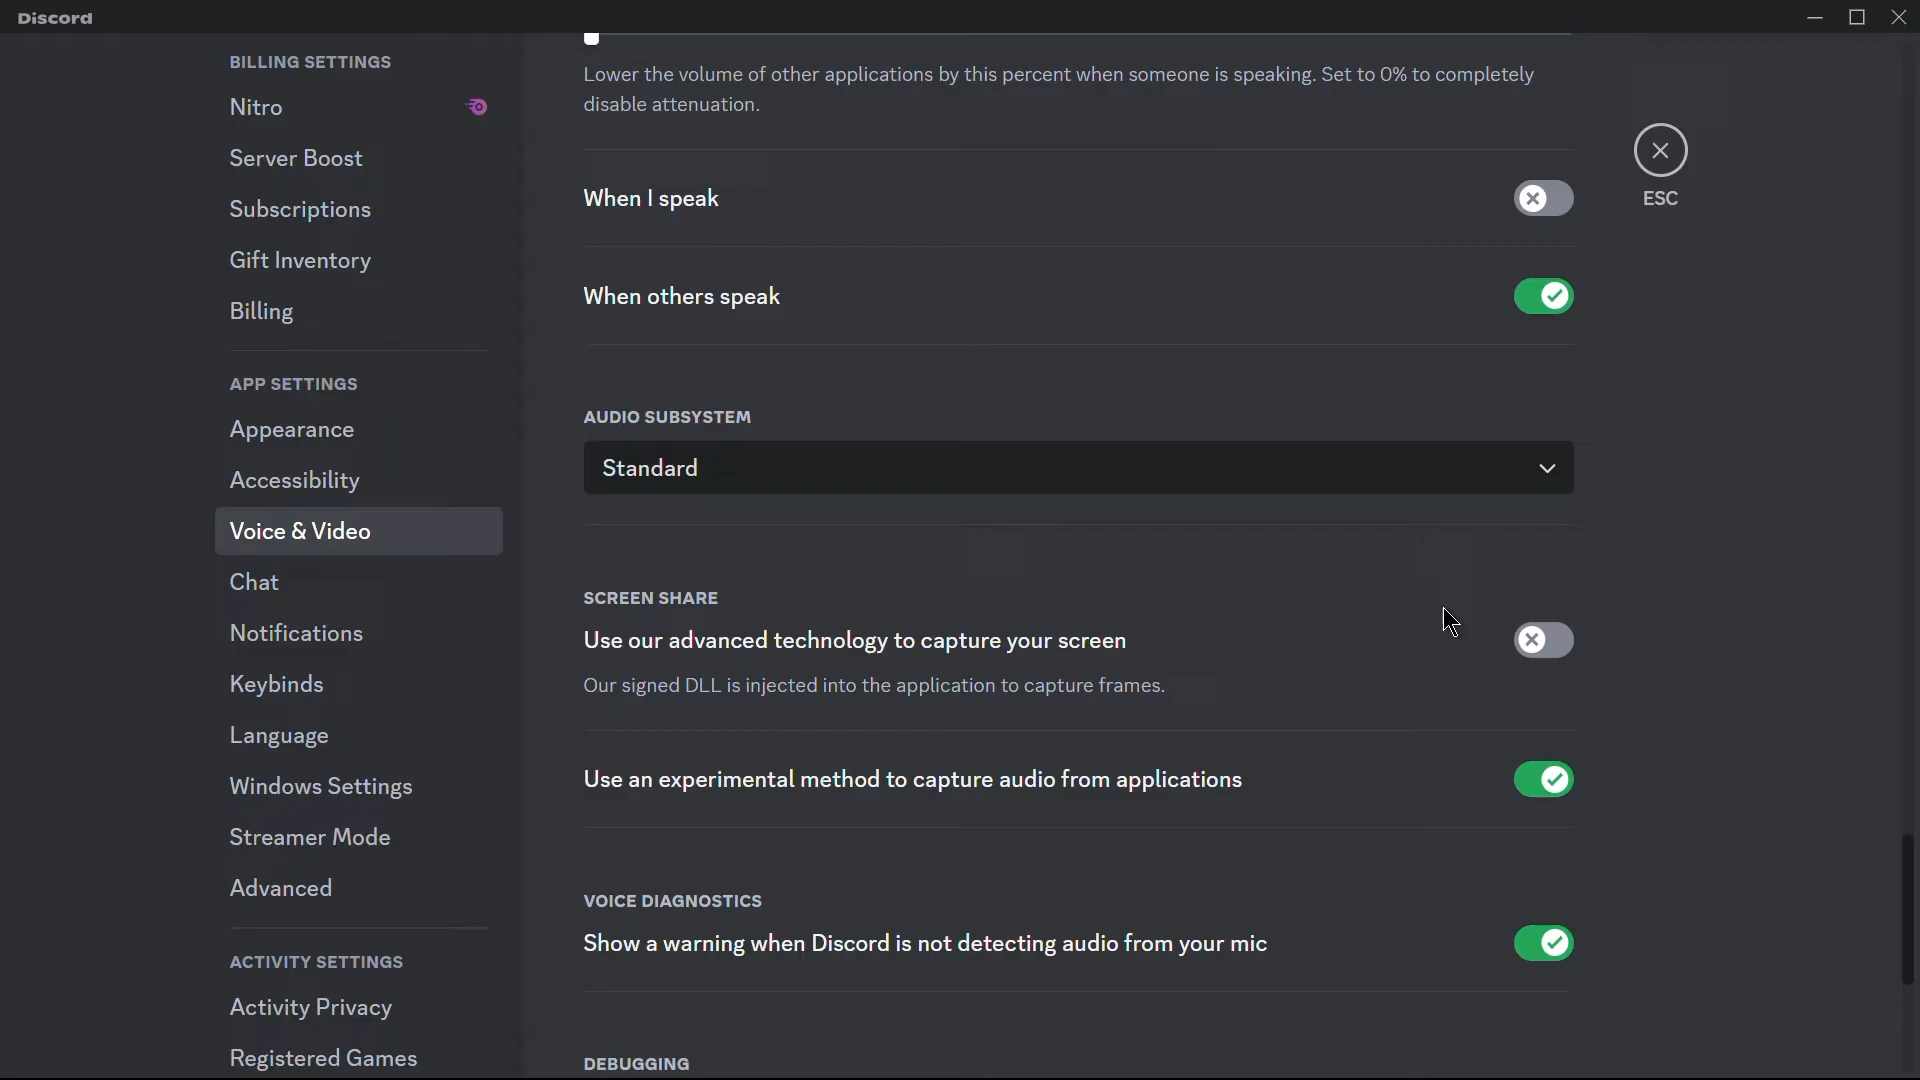 Discord
BILLING SETTINGS
Nitro
Server Boost
Subscriptions
Gift Inventory
Billing
APP SETTINGS
Appearance
Accessibility
Voice & Video
Chat
Notifications
Keybinds
Language
Windows Settings
Streamer Mode
Advanced
ACTIVITY SETTINGS
Activity Privacy
Registered Games
Lower the volume of other applications by this percent when someone is speaking. Set to 0% to completely
disable attenuation.
When I speak
When others speak
AUDIO SUBSYSTEM
Standard
SCREEN SHARE
Use our advanced technology to capture your screen
Our signed DLL is injected into the application to capture frames.
Use an experimental method to capture audio from applications
VOICE DIAGNOSTICS
Show a warning when Discord is not detecting audio from your mic
DEBUGGING
ESC